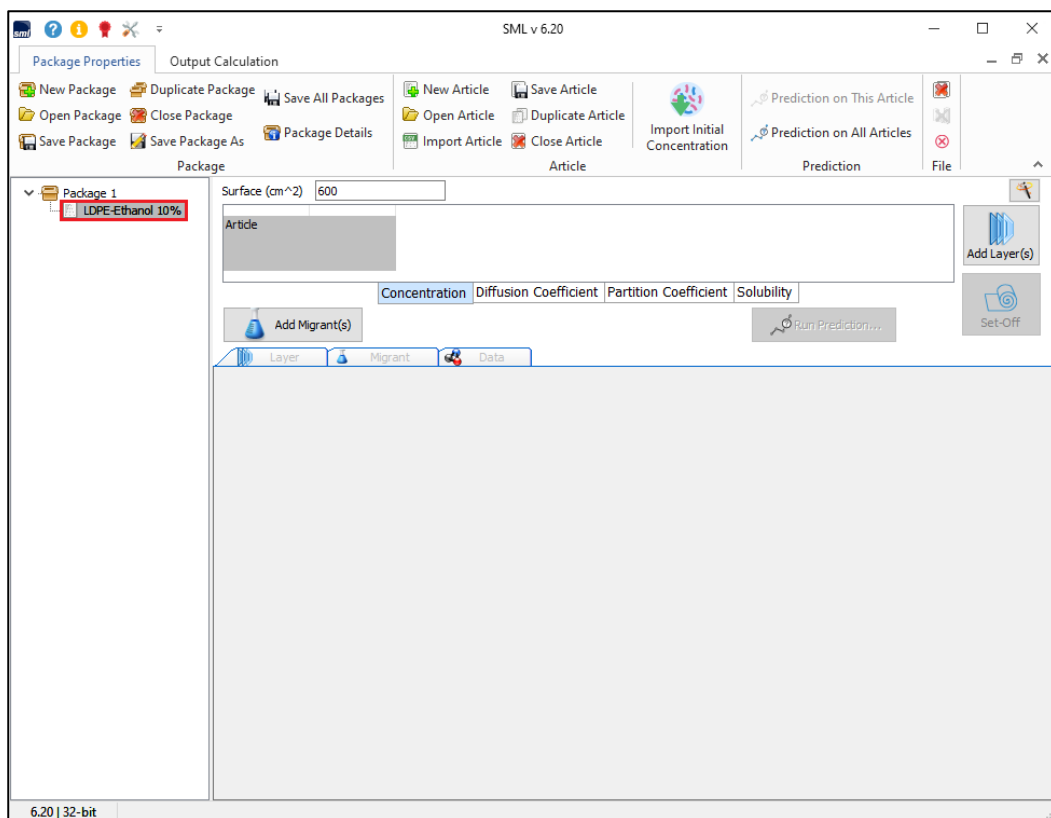 sml
SML v 6.20
Package Properties
Output Calculation
New Package
Duplicate Package
Save All Packages
Open Package
Close Package
Package Details
Save Package
Save Package As
Package
New Article
Save Article
Open Article
Duplicate Article
Import Article
Close Article
Import Initial
Concentration
Article
Prediction on This Article
Prediction on All Articles
Prediction
File
Package 1
LDPE-Ethanol 10%
Surface (cm^2)
600
Article
Add Layer(s)
Concentration
Diffusion Coefficient
Partition Coefficient
Solubility
Add Migrant(s)
Run Prediction...
Set-Off
Layer
Migrant
Data
6.20 | 32-bit